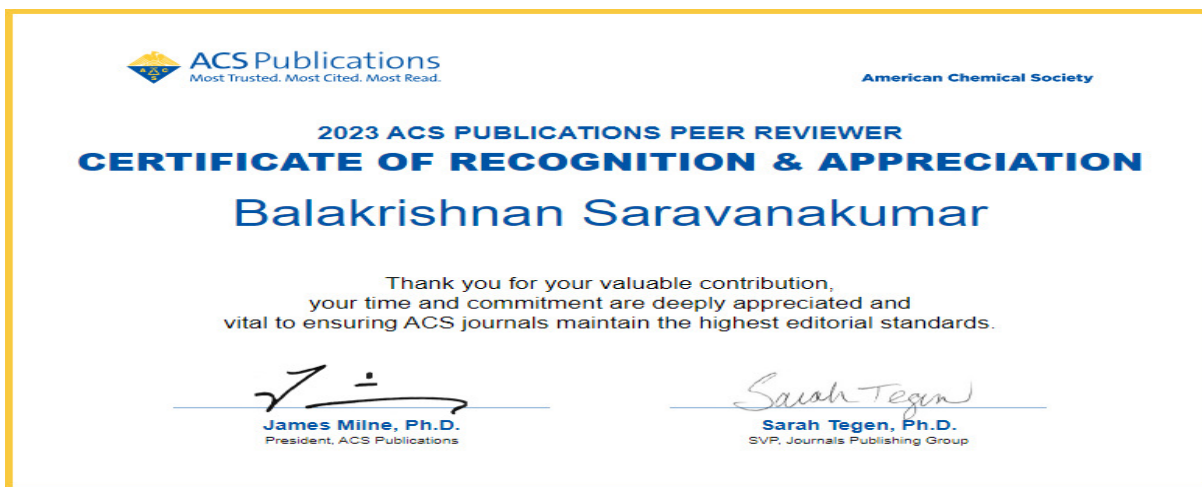 ACS Publications
Most Trusted. Most Cited. Most Read.
American Chemical Society
2023 ACS PUBLICATIONS PEER REVIEWER
CERTIFICATE OF RECOGNITION & APPRECIATION
Balakrishnan Saravanakumar
Thank you for your valuable contribution,
your time and commitment are deeply appreciated and
vital to ensuring ACS journals maintain the highest editorial standards.
Sarah Tegen
James Milne, Ph.D.
President, ACS Publications
Sarah Tegen, Ph.D.
SVP, Journals Publishing Group